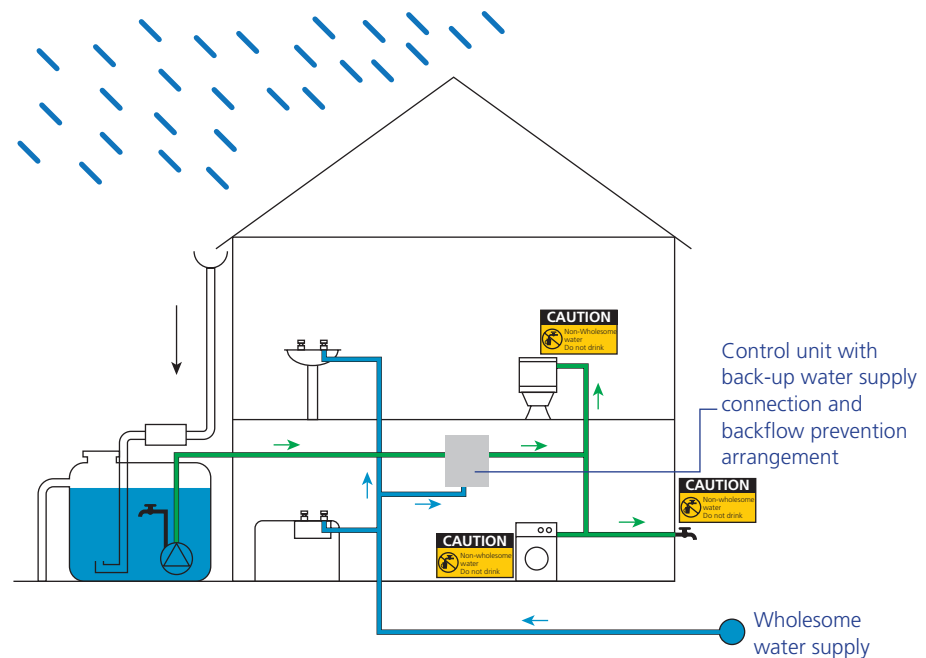 CAUTION
Non-Wholesome
water
Do not drink
Control unit with
back-up water supply
connection and
backflow prevention
arrangement
CAUTION
Non-wholesome
water
Do not drink
CAUTION
Non-wholesome
water
Do not drink
Wholesome
water supply